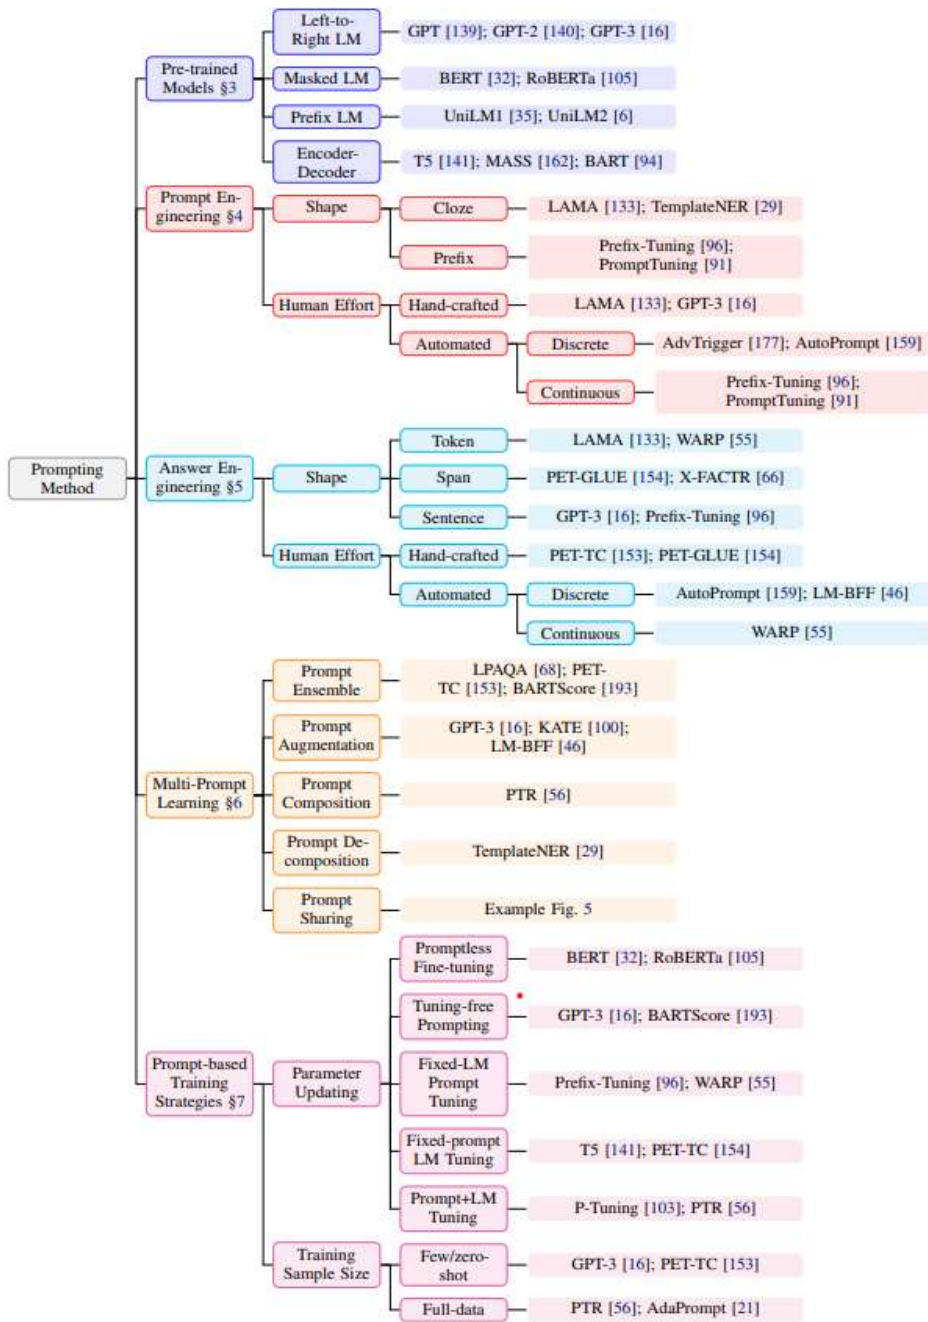 Left-to-
Right LM
GPT [139]; GPT-2 [140]; GPT-3 [16]
Pre-trained
Models §3
Masked LM
BERT [32]; RoBERTa [105]
Prefix LM
UniLM1 [35]; UniLM2 [6]
Encoder-
Decoder
T5 [141]; MASS [162]; BART [94]
Prompt En-
gineering §4
Shape
Cloze
LAMA [133]; TemplateNER [29]
Prefix
Prefix-Tuning [96];
PromptTuning [91]
Human Effort
Hand-crafted
LAMA [133]; GPT-3 [16]
Automated
Discrete
AdvTrigger [177]; AutoPrompt [159]
Continuous
Prefix-Tuning [96];
PromptTuning [91]
Prompting
Method
Answer En-
gineering §5
Shape
Token
LAMA [133]; WARP [55]
Span
PET-GLUE [154]; X-FACTR [66]
Sentence
GPT-3 [16]; Prefix-Tuning [96]
Human Effort
Hand-crafted
PET-TC [153]; PET-GLUE [154]
Automated
Discrete
AutoPrompt [159]; LM-BFF [46]
Continuous
WARP [55]
Multi-Prompt
Learning §6
Prompt
Ensemble
LPAQA [68]; PET-
TC [153]; BARTScore [193]
Prompt
Augmentation
GPT-3 [16]; KATE [100];
LM-BFF [46]
Prompt
Composition
PTR [56]
Prompt De-
composition
TemplateNER [29]
Prompt
Sharing
Example Fig. 5
Prompt-based
Training
Strategies §7
Parameter
Updating
Promptless
Fine-tuning
BERT [32]; RoBERTa [105]
Tuning-free
Prompting
GPT-3 [16]; BARTScore [193]
Fixed-LM
Prompt
Tuning
Prefix-Tuning [96]; WARP [55]
Fixed-prompt
LM Tuning
T5 [141]; PET-TC [154]
Prompt+LM
Tuning
P-Tuning [103]; PTR [56]
Training
Sample Size
Few/zero-
shot
GPT-3 [16]; PET-TC [153]
Full-data
PTR [56]; AdaPrompt [21]